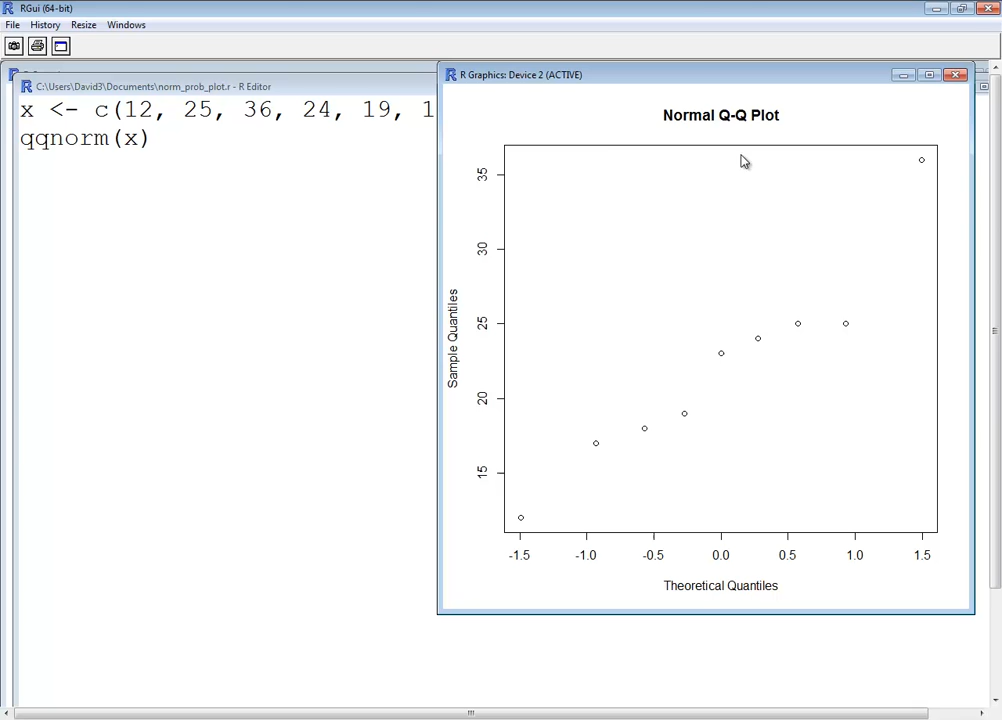 RGui (64-bit)
File History Resize Windows
C:\Users\David3\Documents\norm_prob_plot.r - R Editor
x <- c(12, 25, 36, 24, 19, 1
qqnorm(x)
R Graphics: Device 2 (ACTIVE)
Normal Q-Q Plot
Sample Quantiles
35
30
25
20
15
-1.5 -1.0 -0.5 0.0 0.5 1.0 1.5
Theoretical Quantiles